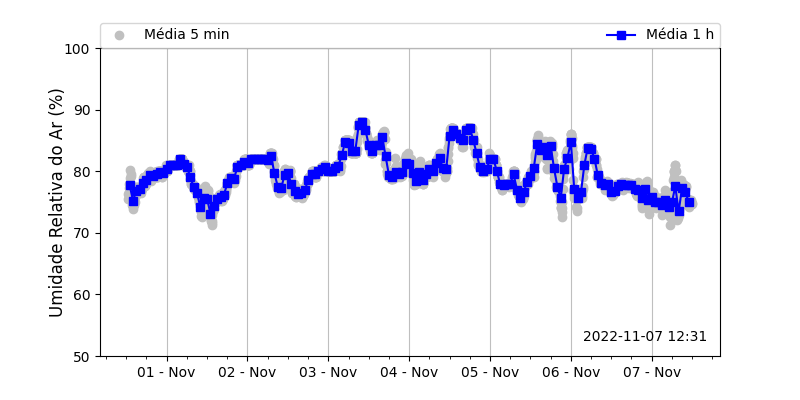 Média 5 min
Média 1 h
Umidade Relativa do Ar (%)
100
90
80
70
60
50
2022-11-07 12:31
01 - Nov
02 - Nov
03 - Nov
04 - Nov
05 - Nov
06 - Nov
07 - Nov